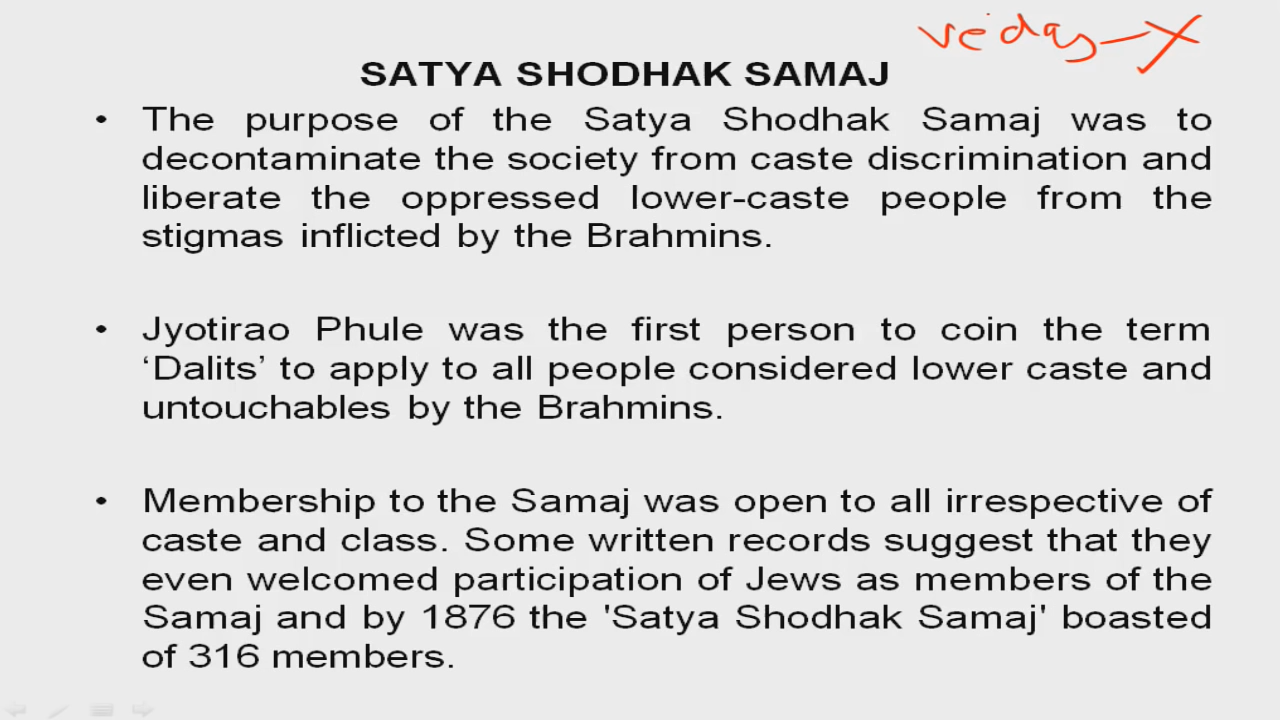 vedas — X
SATYA SHODHAK SAMAJ
• The purpose of the Satya Shodhak Samaj was to
decontaminate the society from caste discrimination and
liberate the oppressed lower-caste people from the
stigmas inflicted by the Brahmins.
• Jyotirao Phule was the first person to coin the term
‘Dalits’ to apply to all people considered lower caste and
untouchables by the Brahmins.
• Membership to the Samaj was open to all irrespective of
caste and class. Some written records suggest that they
even welcomed participation of Jews as members of the
Samaj and by 1876 the 'Satya Shodhak Samaj' boasted
of 316 members.